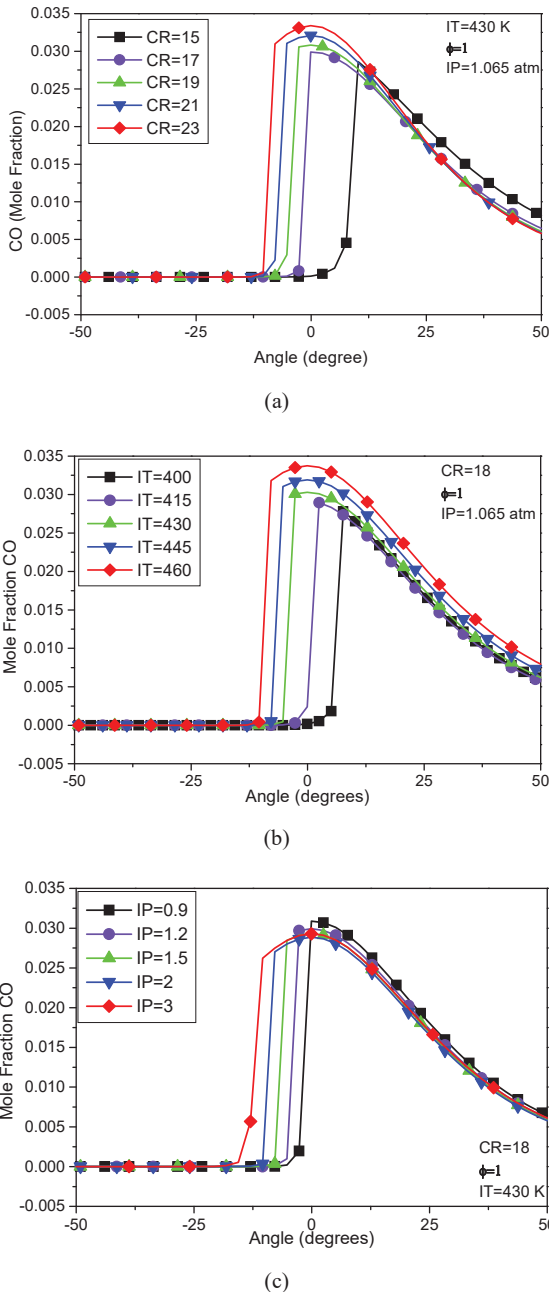 0.035
0.030
0.025
0.020
0.015
0.010
0.005
0.000
-0.005
CO (Mole Fraction)
CR=15
CR=17
CR=19
CR=21
CR=23
IT=430 K
ϕ=1
IP=1.065 atm
-50 -25 0 25 50
Angle (degree)
(a)
0.035
0.030
0.025
0.020
0.015
0.010
0.005
0.000
-0.005
Mole Fraction CO
IT=400
IT=415
IT=430
IT=445
IT=460
CR=18
ϕ=1
IP=1.065 atm
-50 -25 0 25 50
Angle (degrees)
(b)
0.035
0.030
0.025
0.020
0.015
0.010
0.005
0.000
-0.005
Mole Fraction CO
IP=0.9
IP=1.2
IP=1.5
IP=2
IP=3
CR=18
ϕ=1
IT=430 K
-50 -25 0 25 50
Angle (degrees)
(c)